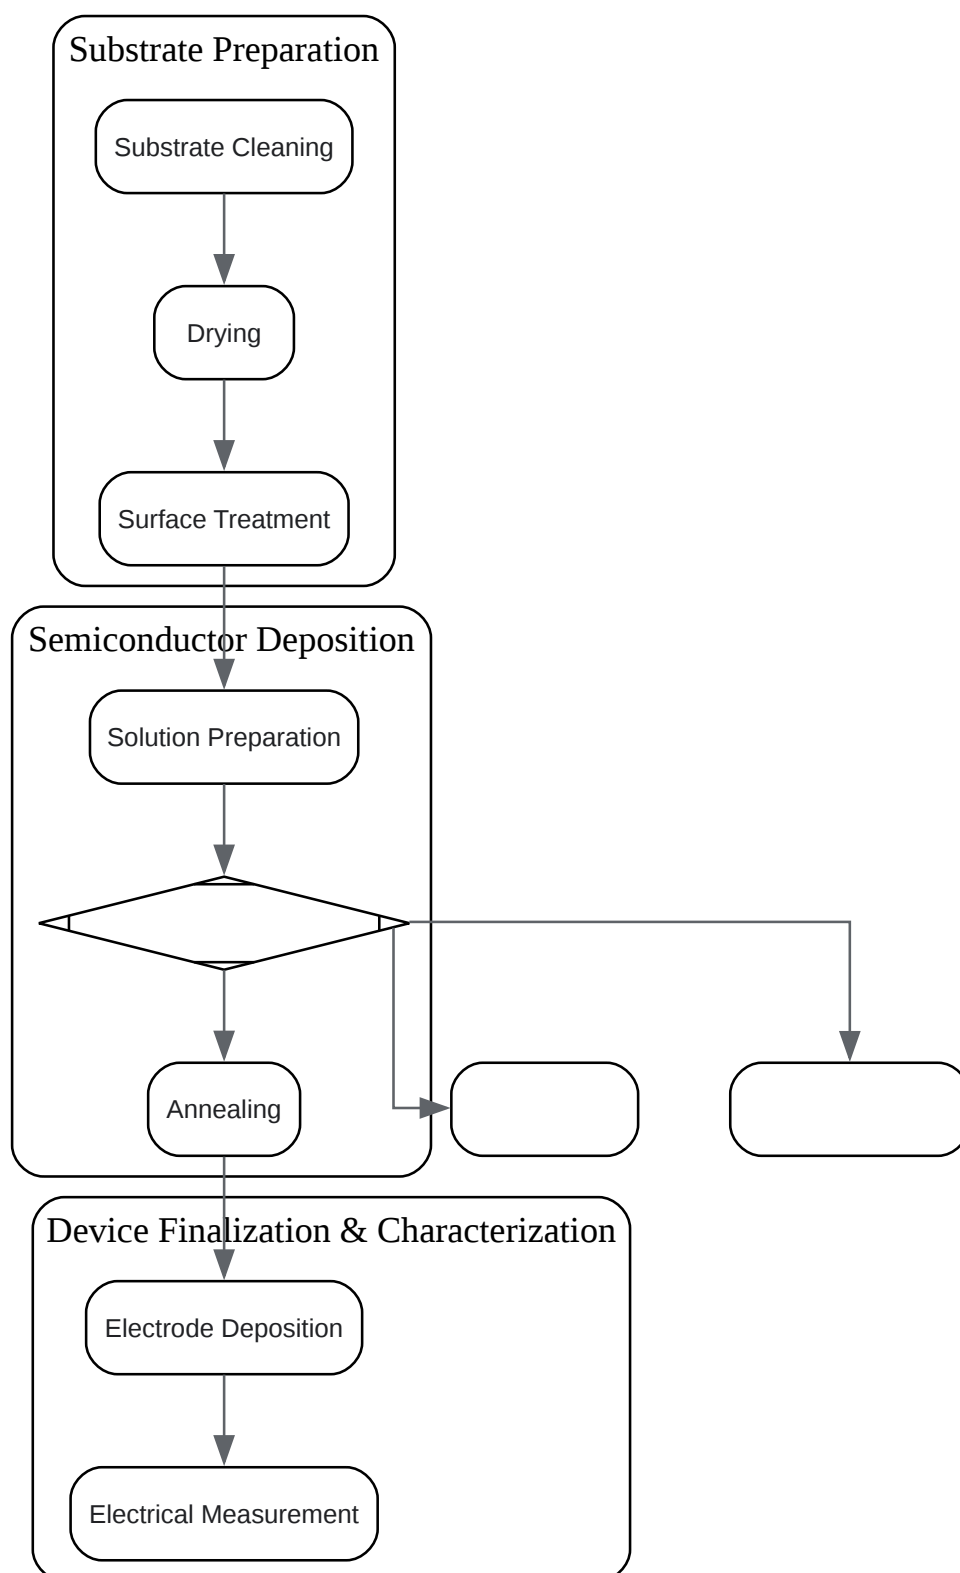 Substrate Preparation
Substrate Cleaning
Drying
Surface Treatment
Semiconductor Deposition
Solution Preparation
Annealing
Device Finalization & Characterization
Electrode Deposition
Electrical Measurement